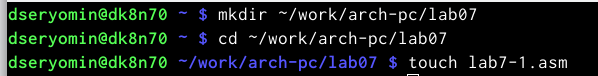 dseryomin@dk8n70 ~ $ mkdir ~/work/arch-pc/lab07
dseryomin@dk8n70 ~ $ cd ~/work/arch-pc/lab07
dseryomin@dk8n70 ~/work/arch-pc/lab07 $ touch lab7-1.asm